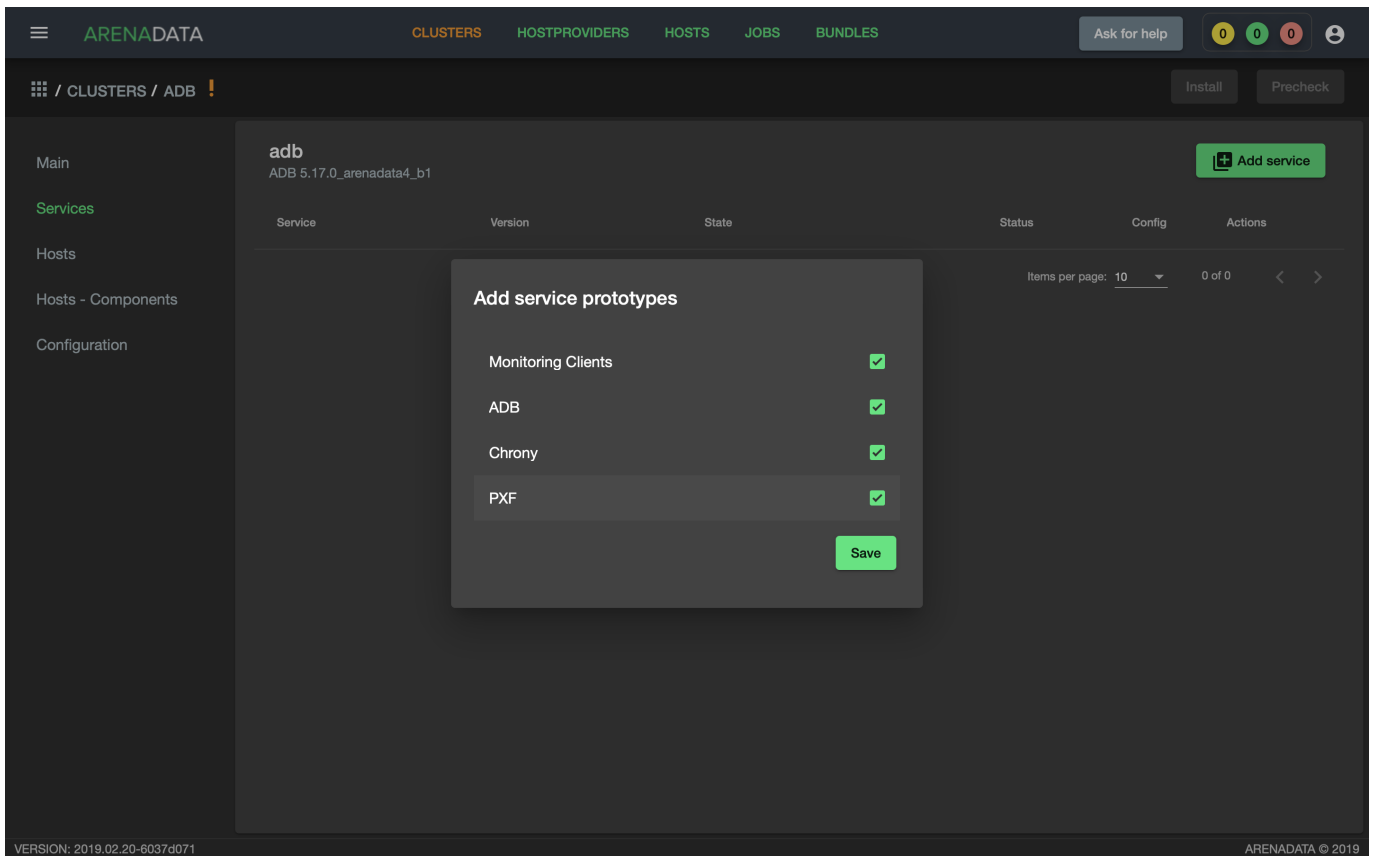 ARENADATA CLUSTERS HOSTPROVIDERS HOSTS JOBS BUNDLES Ask for help 0 0 0
/ CLUSTERS / ADB ! Install Precheck
Main
Services
Hosts
Hosts - Components
Configuration
adb
ADB 5.17.0_arenadata4_b1
Add service
Service Version State Status Config Actions
Items per page: 10 0 of 0
Add service prototypes
Monitoring Clients
ADB
Chrony
PXF
Save
VERSION: 2019.02.20-6037d071 ARENADATA © 2019